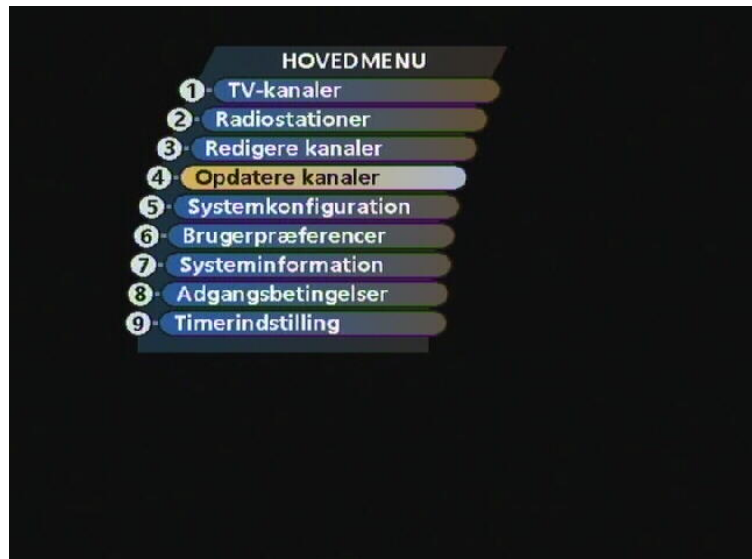 HOVEDMENU
1 TV-kanaler
2 Radiostationer
3 Redigere kanaler
4 Opdatere kanaler
5 Systemkonfiguration
6 Brugerpræferencer
7 Systeminformation
8 Adgangsbetingelser
9 Timerindstilling